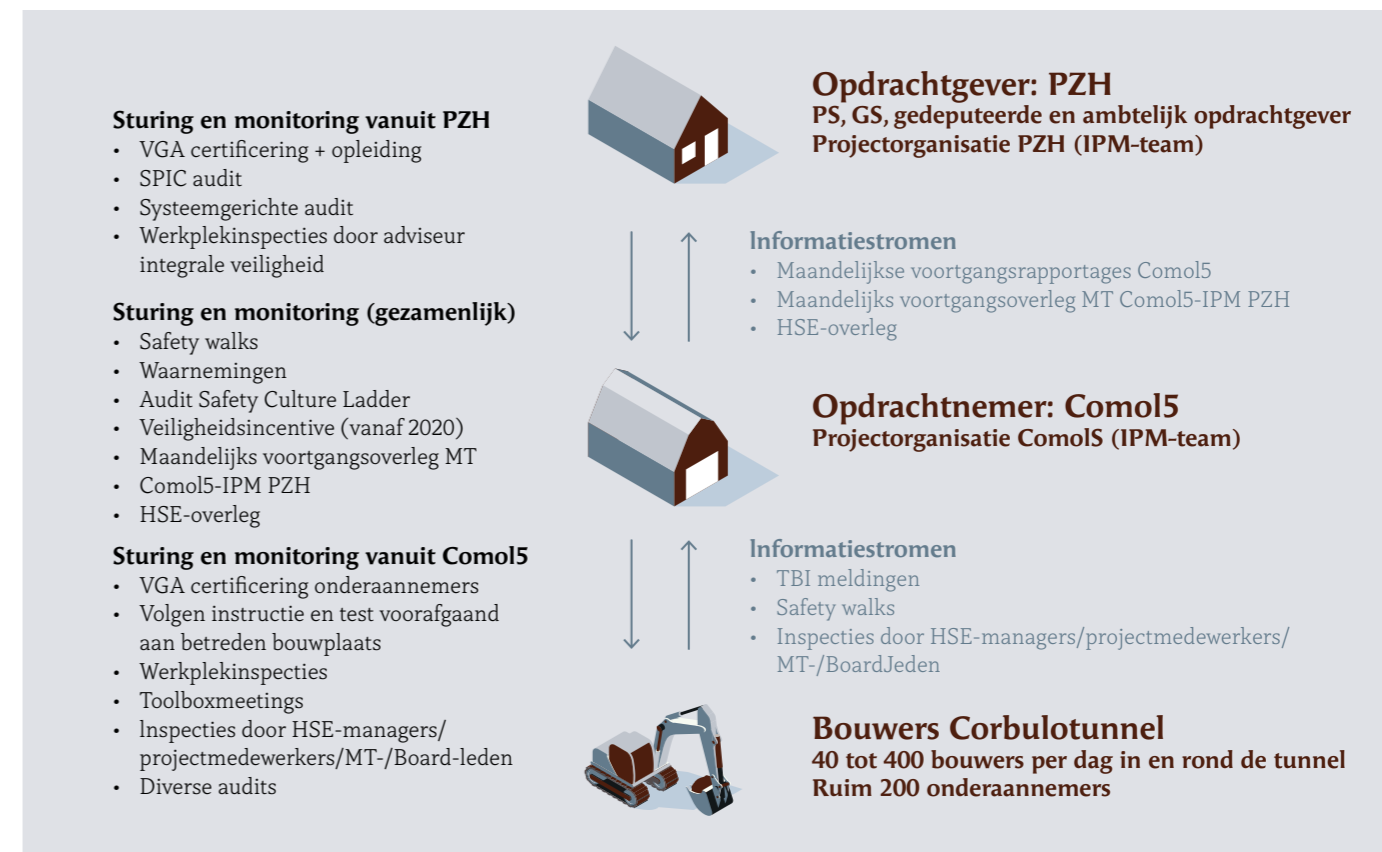 Sturing en monitoring vanuit PZH
• VGA certificering + opleiding
• SPIC audit
• Systeemgerichte audit
• Werkplekinspecties door adviseur
integrale veiligheid
Sturing en monitoring (gezamenlijk)
• Safety walks
• Waarnemingen
• Audit Safety Culture Ladder
• Veiligheidsincentive (vanaf 2020)
• Maandelijks voortgangsoverleg MT
• Comol5-IPM PZH
• HSE-overleg
Sturing en monitoring vanuit Comol5
• VGA certificering onderaannemers
• Volgen instructie en test voorafgaand
aan betreden bouwplaats
• Werkplekinspecties
• Toolboxmeetings
• lnspecties door HSE-managers/
projectmedewerkers/MT-/Board-leden
• Diverse audits
Opdrachtgever: PZH
PS, GS, gedeputeerde en ambtelijk opdrachtgever
Projectorganisatie PZH (IPM-team)
Informatiestromen
• Maandelijkse voortgangsrapportages Comol5
• Maandelijks voortgangsoverleg MT Comol5-IPM PZH
• HSE-overleg
Opdrachtnemer: Comol5
Projectorganisatie ComolS (IPM-team)
Informatiestromen
• TBI meldingen
• Safety walks
• Inspecties door HSE-managers/projectmedewerkers/
MT-/BoardJeden
Bouwers Corbulotunnel
40 tot 400 bouwers per dag in en rond de tunnel
Ruim 200 onderaannemers